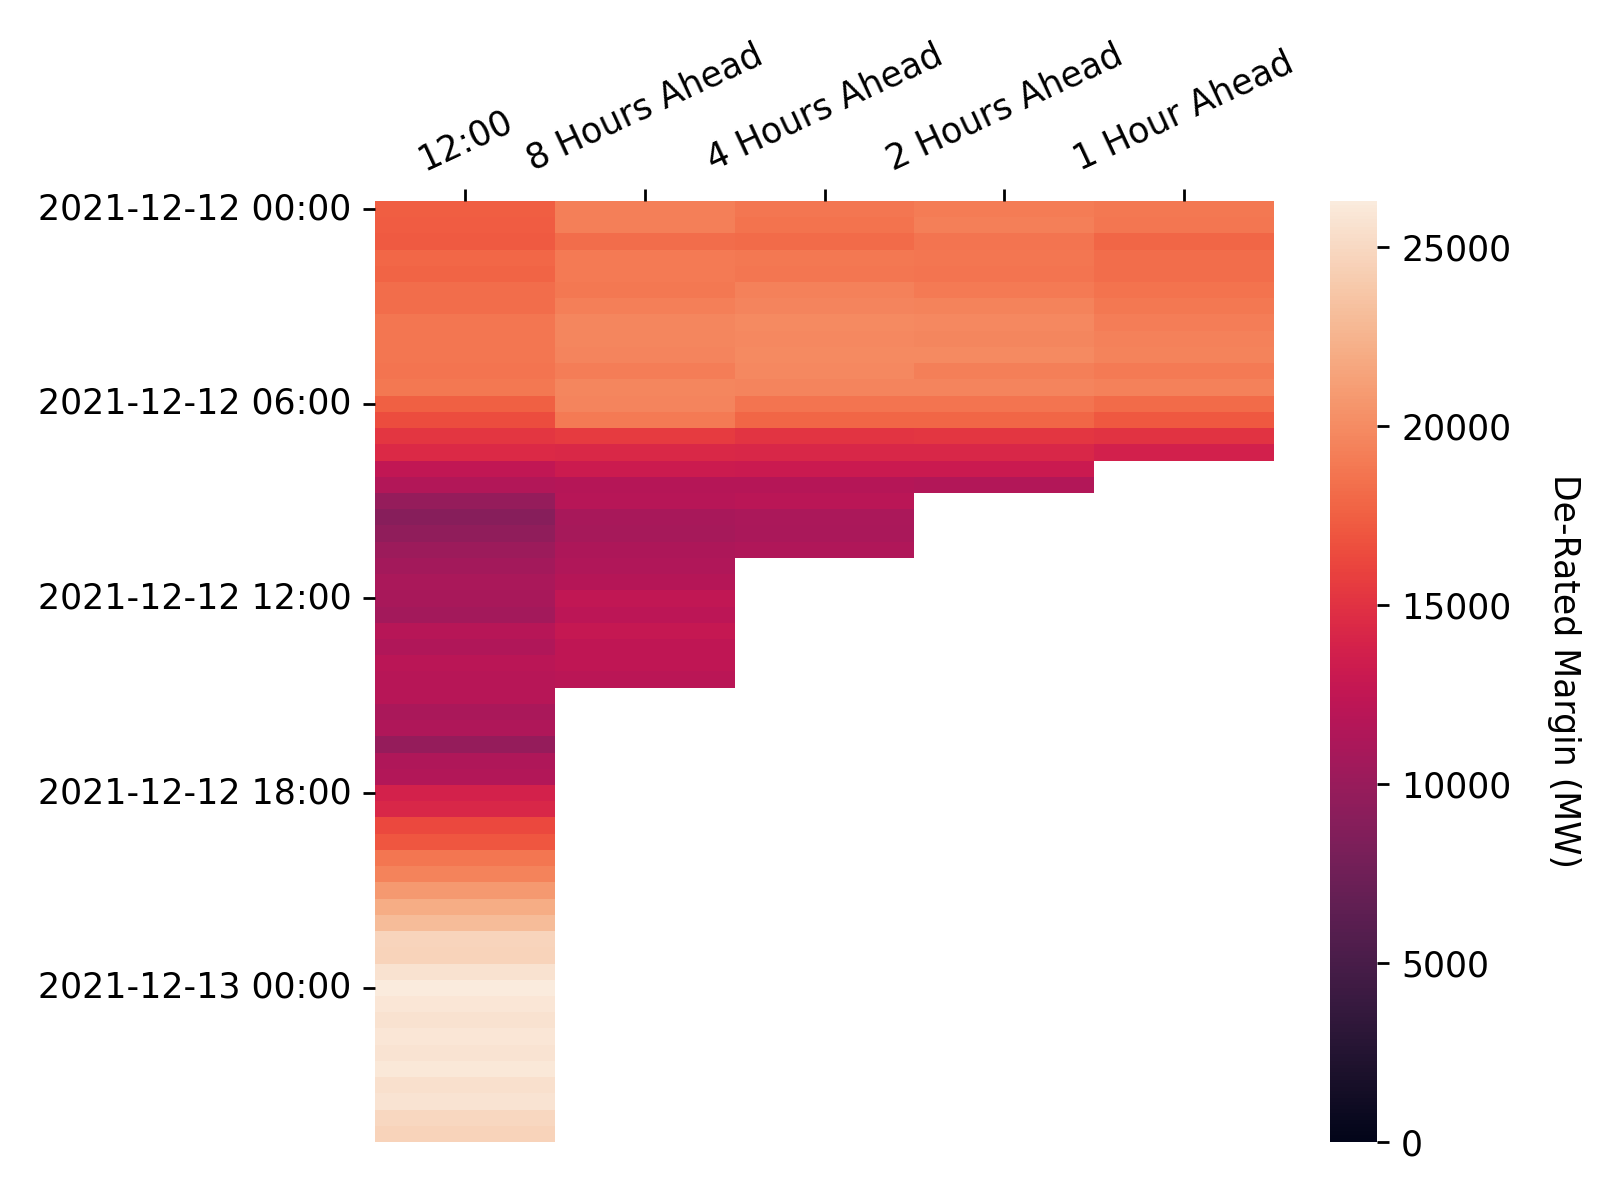 12:00
8 Hours Ahead
4 Hours Ahead
2 Hours Ahead
1 Hour Ahead
2021-12-12 00:00
2021-12-12 06:00
2021-12-12 12:00
2021-12-12 18:00
2021-12-13 00:00
25000
20000
15000
10000
5000
0
De-Rated Margin (MW)